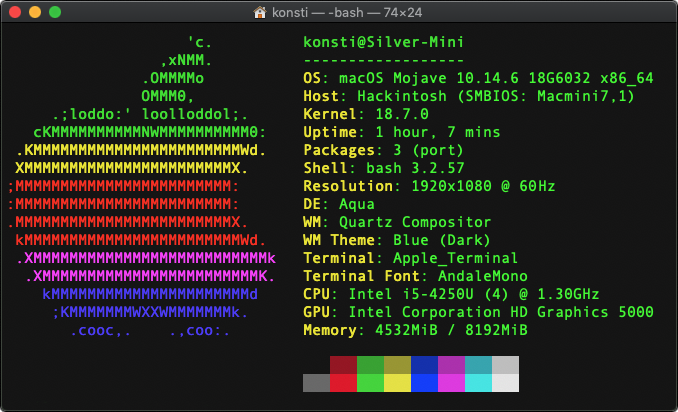 konsti — -bash — 74×24
                    'c.          konsti@Silver-Mini
                 ,xNMM.          ------------------
               .OMMMMo           OS: macOS Mojave 10.14.6 18G6032 x86_64
               OMMM0,            Host: Hackintosh (SMBIOS: Macmini7,1)
     .;loddo:' loolloddol;.      Kernel: 18.7.0
   cKMMMMMMMMMMNWMMMMMMMMMM0:    Uptime: 1 hour, 7 mins
 .KMMMMMMMMMMMMMMMMMMMMMMMWd.    Packages: 3 (port)
 XMMMMMMMMMMMMMMMMMMMMMMMX.      Shell: bash 3.2.57
;MMMMMMMMMMMMMMMMMMMMMMMM:       Resolution: 1920x1080 @ 60Hz
:MMMMMMMMMMMMMMMMMMMMMMMM:       DE: Aqua
.MMMMMMMMMMMMMMMMMMMMMMMMX.      WM: Quartz Compositor
 kMMMMMMMMMMMMMMMMMMMMMMMMWd.    WM Theme: Blue (Dark)
 .XMMMMMMMMMMMMMMMMMMMMMMMMMMk   Terminal: Apple_Terminal
  .XMMMMMMMMMMMMMMMMMMMMMMMMK.   Terminal Font: AndaleMono
    kMMMMMMMMMMMMMMMMMMMMMMd     CPU: Intel i5-4250U (4) @ 1.30GHz
     ;KMMMMMMMWXXWMMMMMMMk.      GPU: Intel Corporation HD Graphics 5000
       .cooc,.    .,coo:.        Memory: 4532MiB / 8192MiB